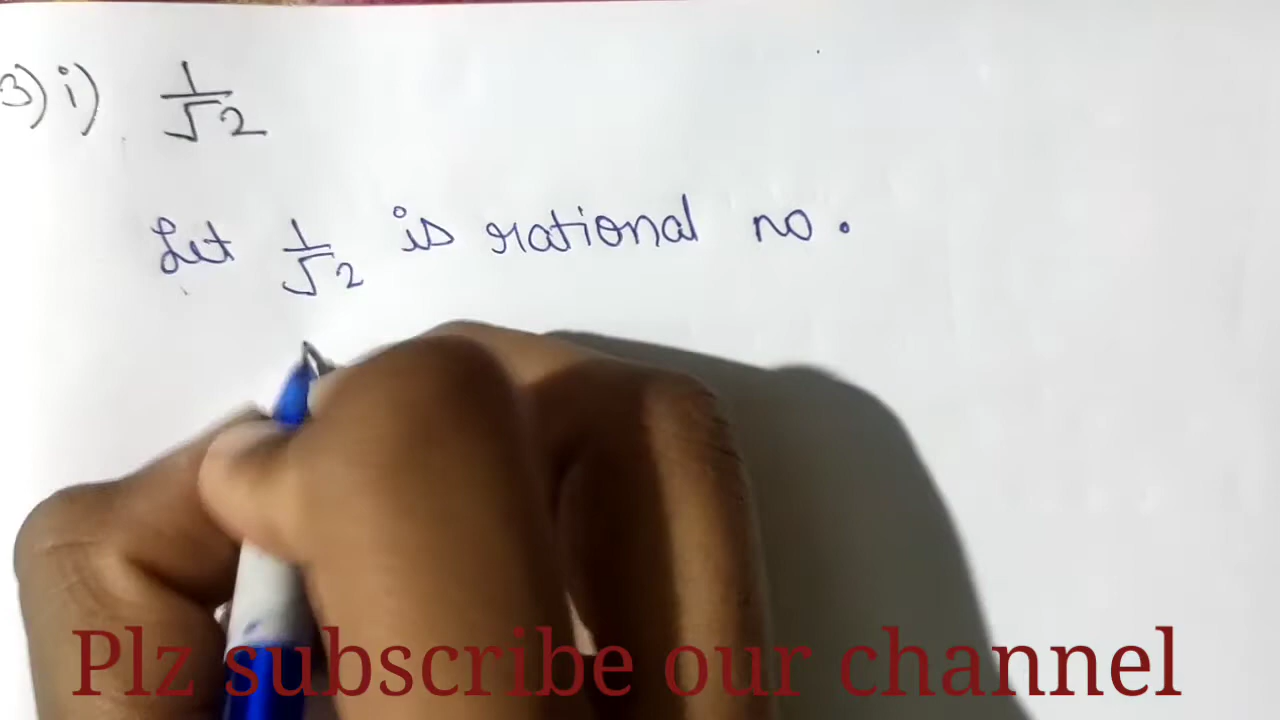 3) i) 1/√2
Let 1/√2 is rational no.
Plz subscribe our channel